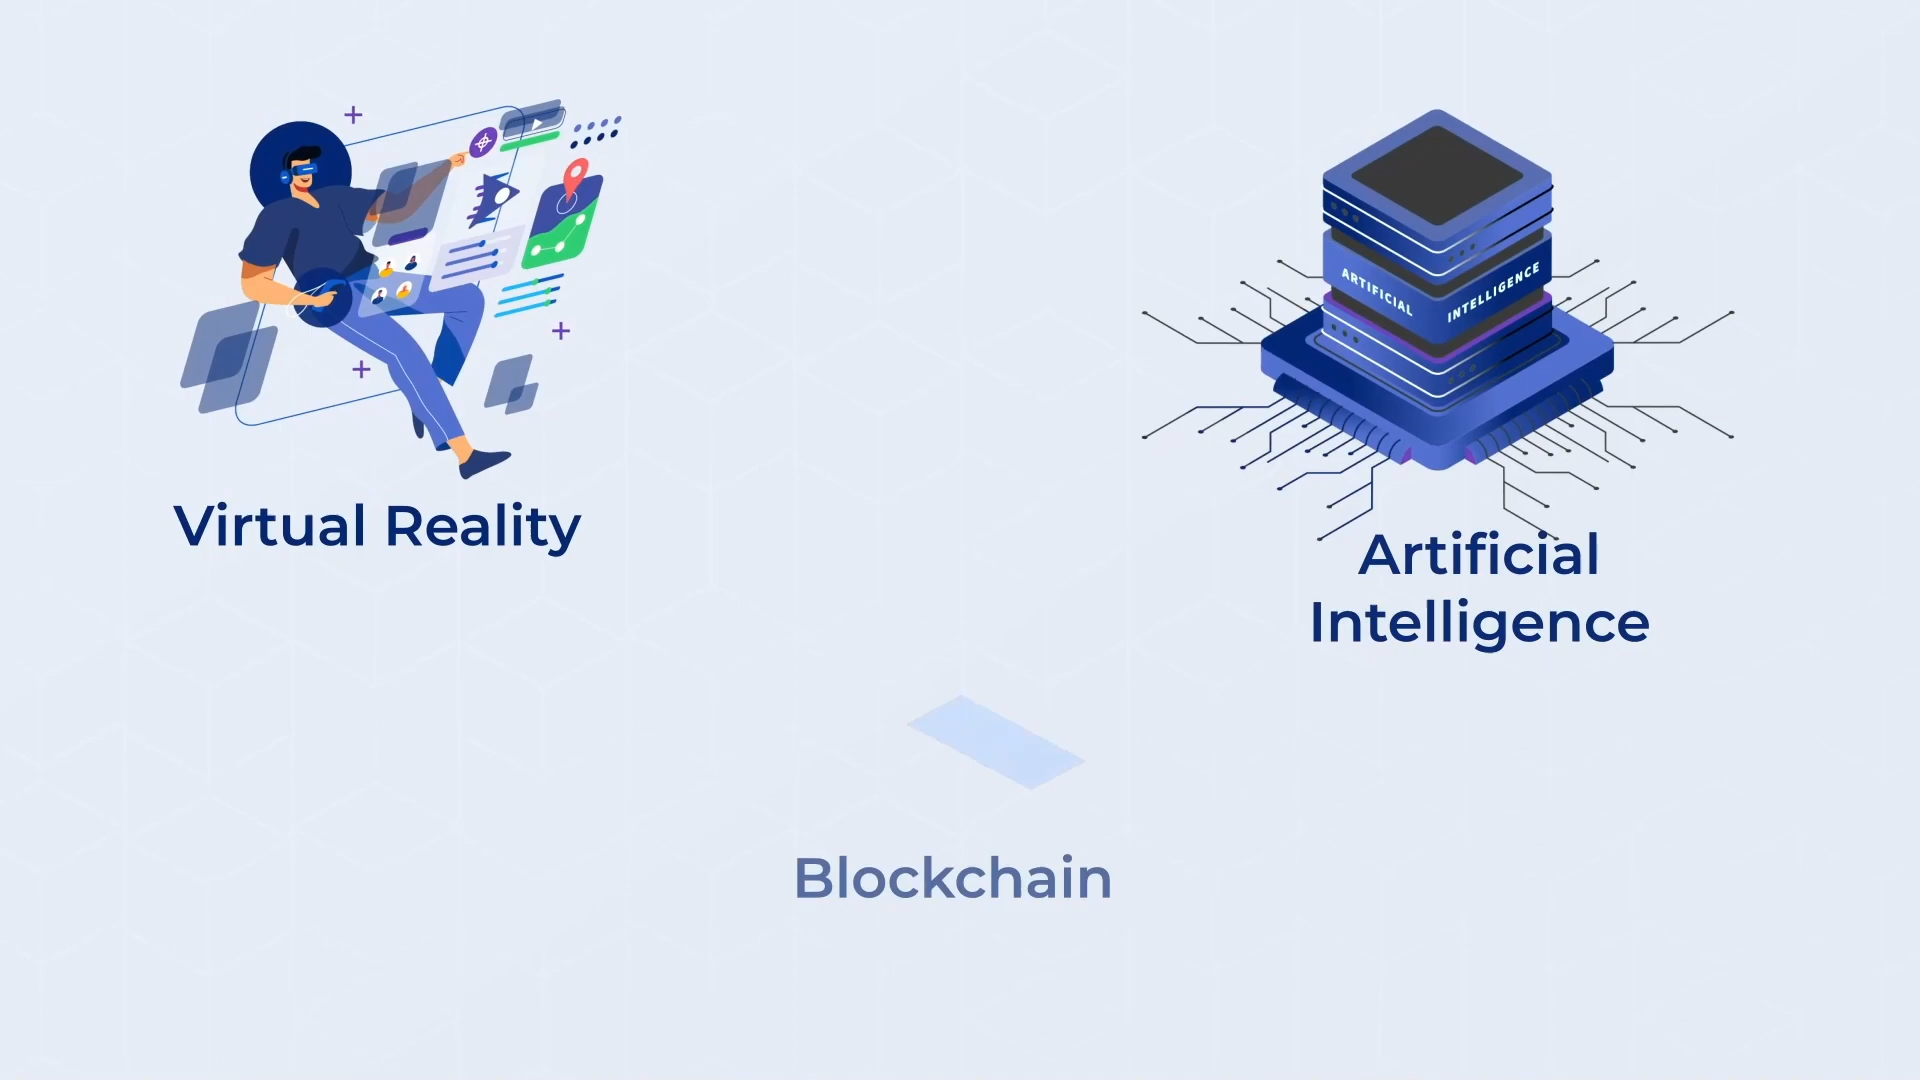 ARTIFICIAL INTELLIGENCE
Virtual Reality
Artificial
Intelligence
Blockchain